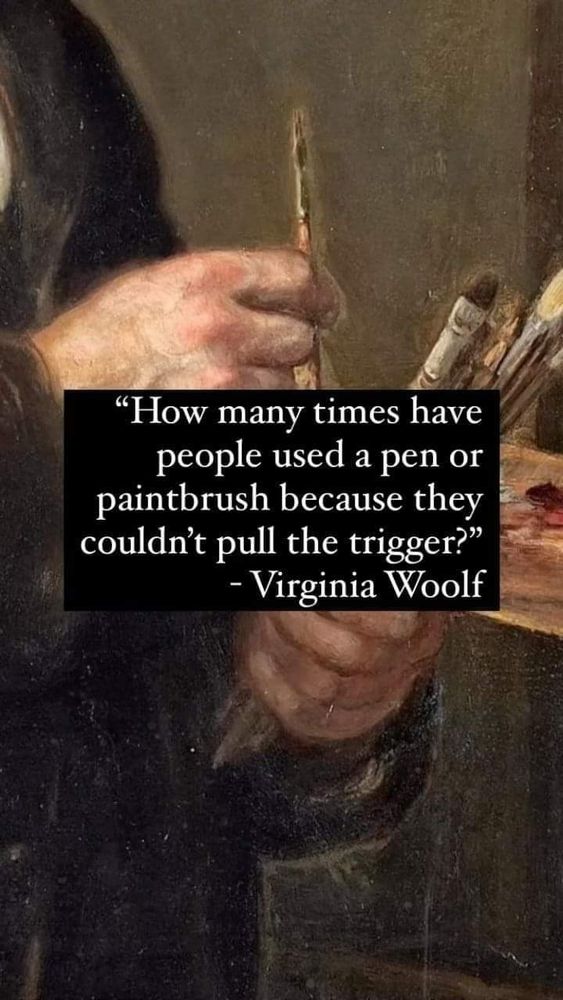 “How many times have
people used a pen or
paintbrush because they
couldn’t pull the trigger?”
- Virginia Woolf